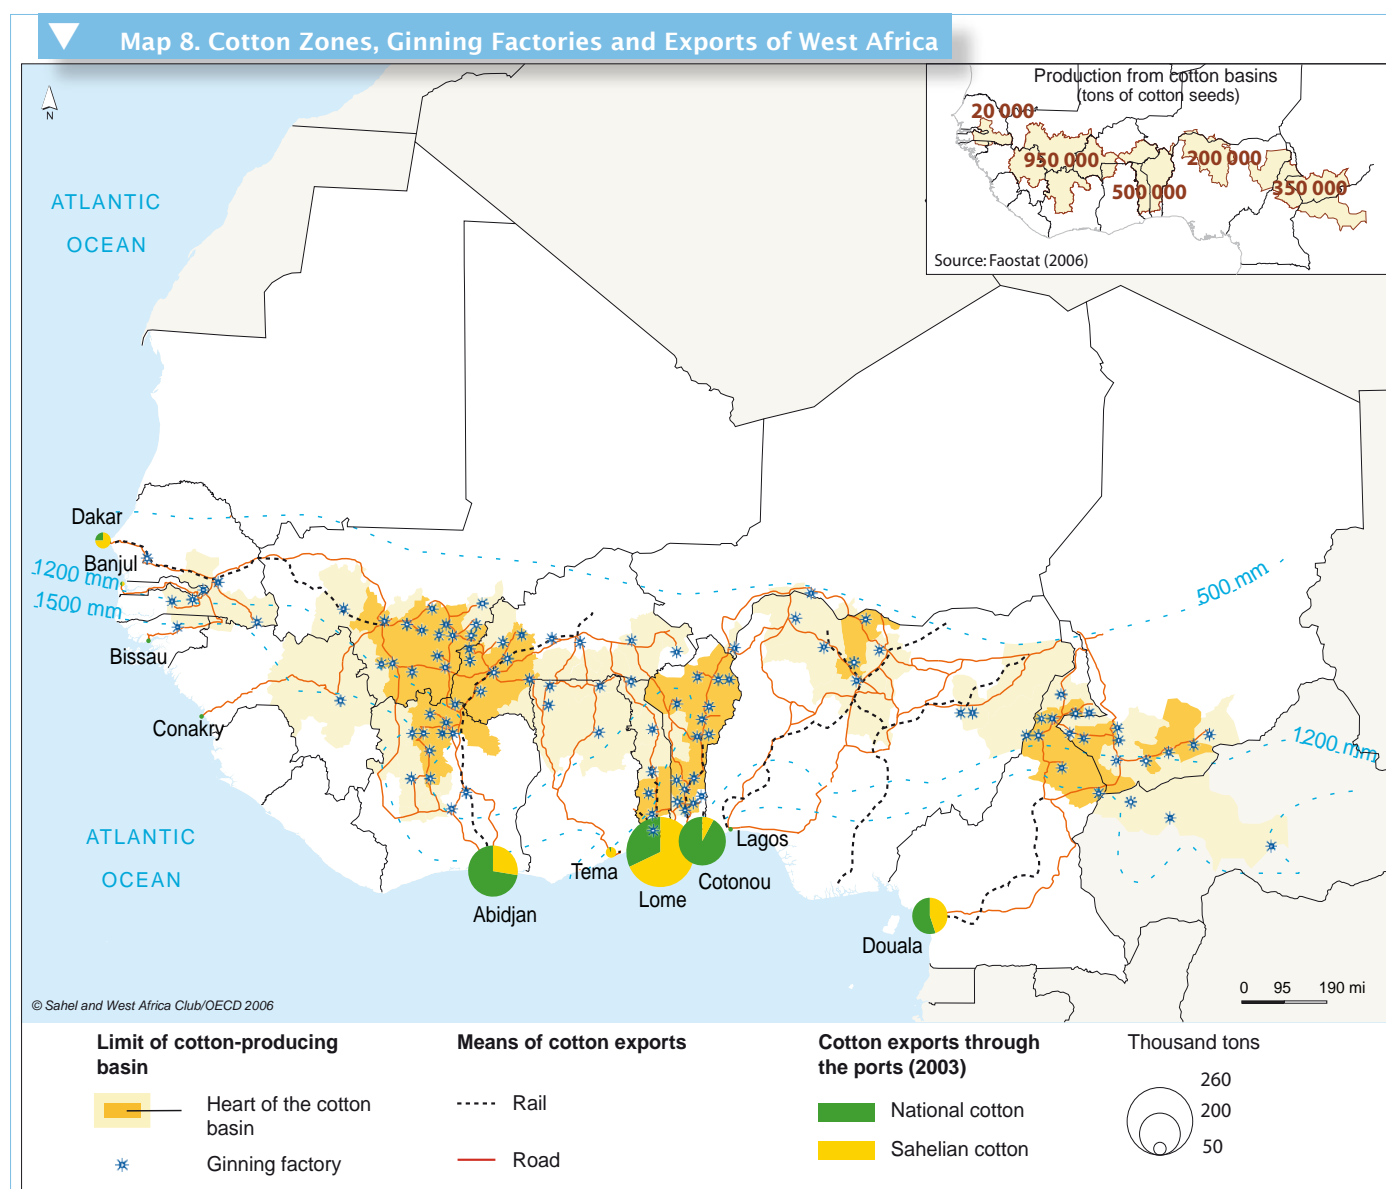 Map 8. Cotton Zones, Ginning Factories and Exports of West Africa
Production from cotton basins
(tons of cotton seeds)
20 000
950 000
200 000
500 000
350 000
Source: Faostat (2006)
N
ATLANTIC
OCEAN
Dakar
Banjul
1200 mm
1500 mm
500 mm
Bissau
Conakry
1200 mm
ATLANTIC
OCEAN
Lagos
Tema
Cotonou
Lome
Abidjan
Douala
0 95 190 mi
© Sahel and West Africa Club/OECD 2006
Limit of cotton-producing
basin
Heart of the cotton
basin
Ginning factory
Means of cotton exports
Rail
Road
Cotton exports through
the ports (2003)
National cotton
Sahelian cotton
Thousand tons
260
200
50